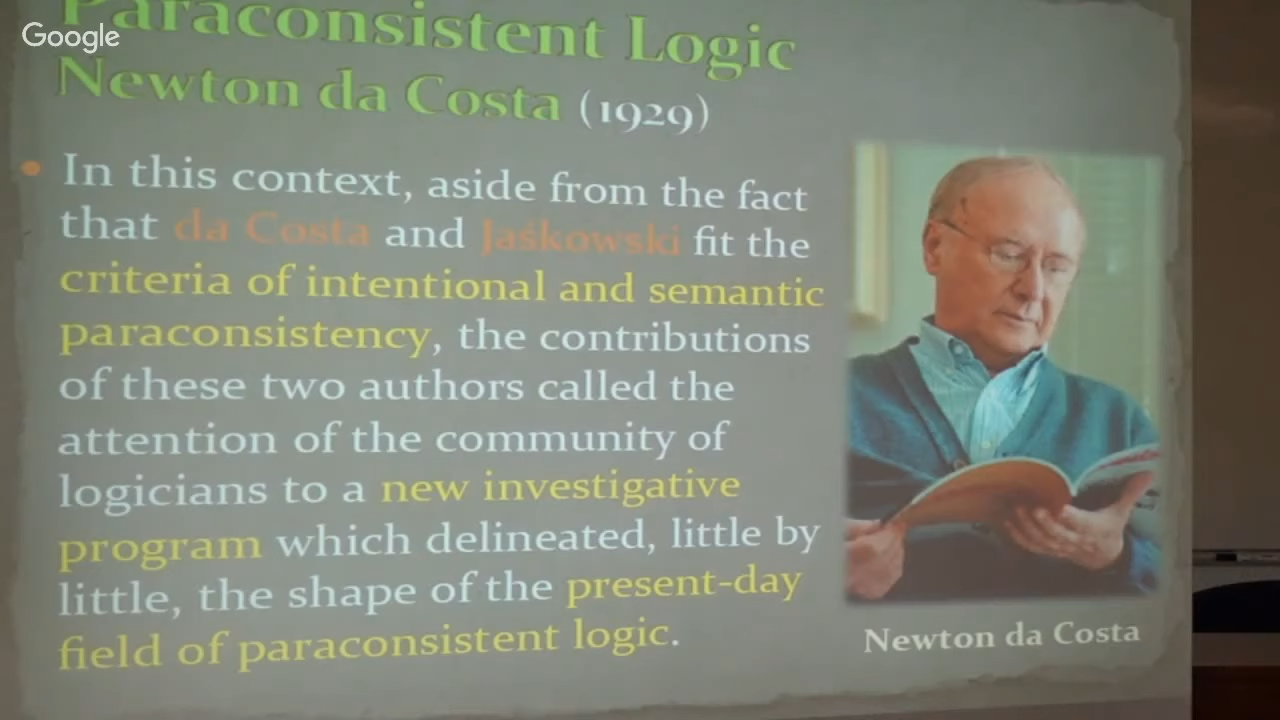 Google
Paraconsistent Logic
Newton da Costa (1929)
• In this context, aside from the fact
that da Costa and Jaśkowski fit the
criteria of intentional and semantic
paraconsistency, the contributions
of these two authors called the
attention of the community of
logicians to a new investigative
program which delineated, little by
little, the shape of the present-day
field of paraconsistent logic.
Newton da Costa